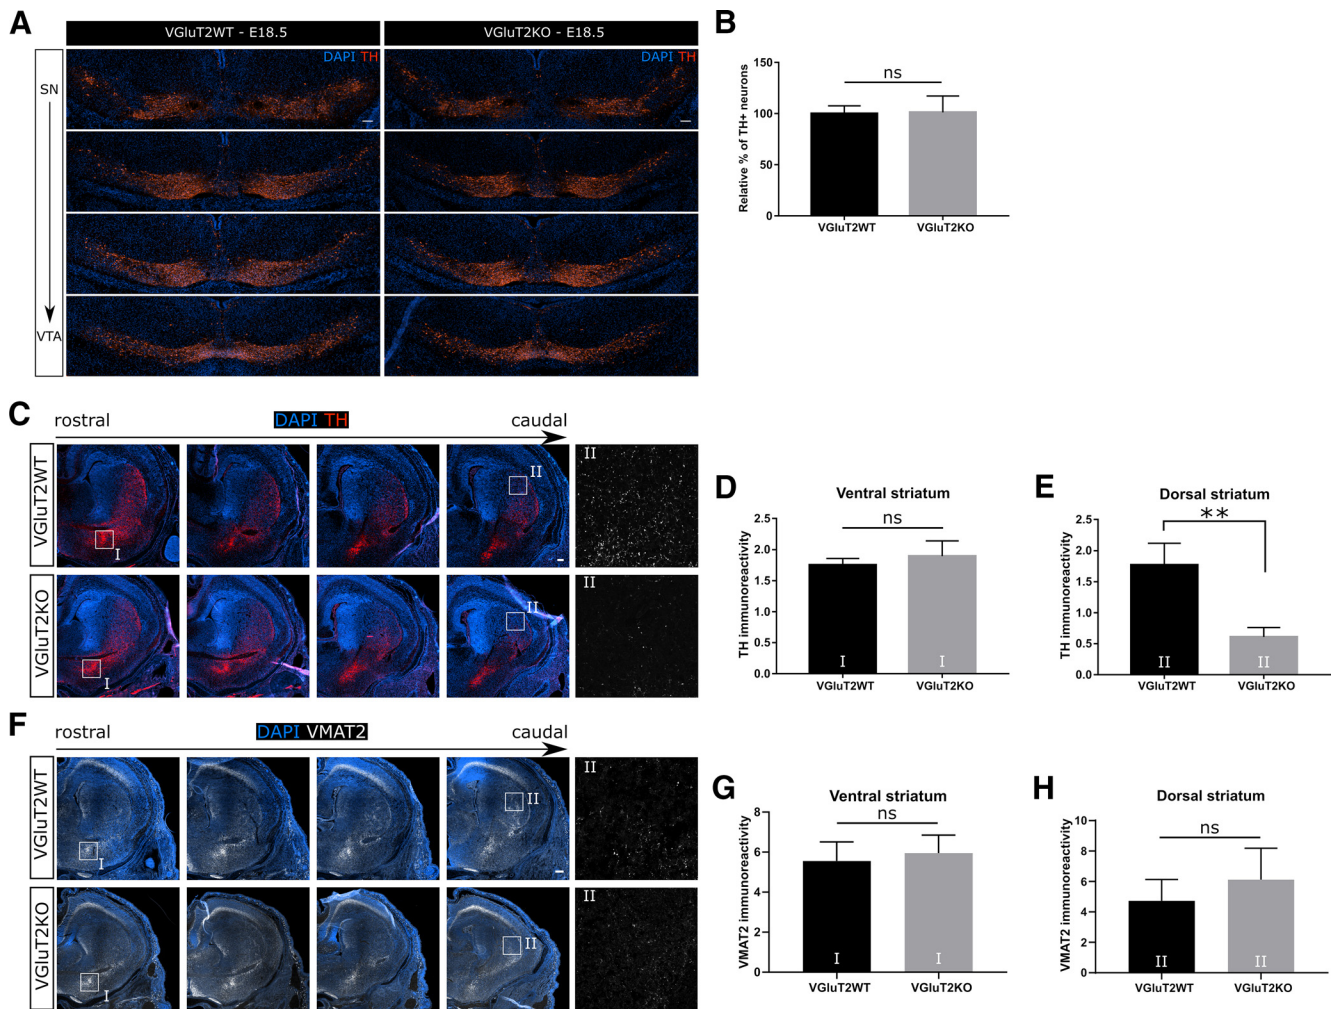 A
VGluT2WT - E18.5
VGluT2KO - E18.5
DAPI TH
DAPI TH
SN
VTA
B
Relative % of TH+ neurons
150
100
50
0
ns
VGluT2WT
VGluT2KO
C
rostral
DAPI TH
caudal
VGluT2WT
I
II
II
VGluT2KO
I
II
II
D
Ventral striatum
TH immunoreactivity
2.5
2.0
1.5
1.0
0.5
0.0
ns
I
I
VGluT2WT
VGluT2KO
E
Dorsal striatum
TH immunoreactivity
2.5
2.0
1.5
1.0
0.5
0.0
**
II
II
VGluT2WT
VGluT2KO
F
rostral
DAPI VMAT2
caudal
VGluT2WT
I
II
II
VGluT2KO
I
II
II
G
Ventral striatum
VMAT2 immunoreactivity
8
6
4
2
0
ns
I
I
VGluT2WT
VGluT2KO
H
Dorsal striatum
VMAT2 immunoreactivity
10
8
6
4
2
0
ns
II
II
VGluT2WT
VGluT2KO